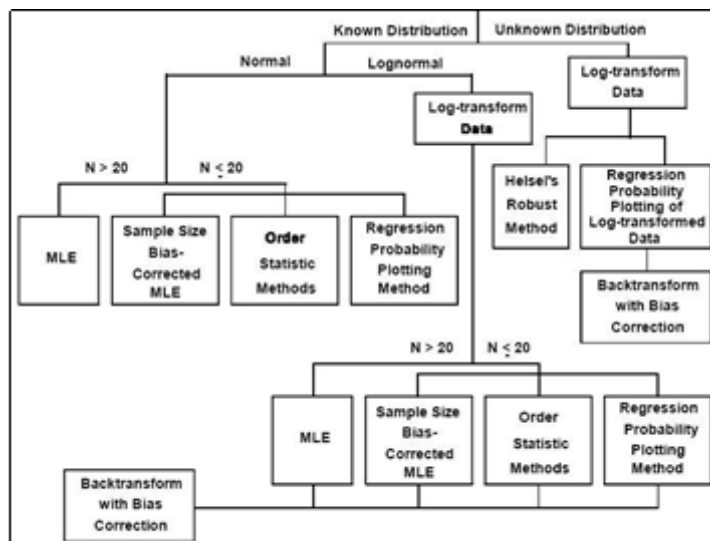 Known Distribution
Unknown Distribution
Normal
Lognormal
Log-transform
Data
Log-transform
Data
N > 20
N ≤ 20
Helsel's
Robust
Method
Regression
Probability
Plotting of
Log-transformed
Data
MLE
Sample Size
Bias-
Corrected
MLE
Order
Statistic
Methods
Regression
Probability
Plotting
Method
Backtransform
with Bias
Correction
N > 20
N ≤ 20
MLE
Sample Size
Bias-
Corrected
MLE
Order
Statistic
Methods
Regression
Probability
Plotting
Method
Backtransform
with Bias
Correction